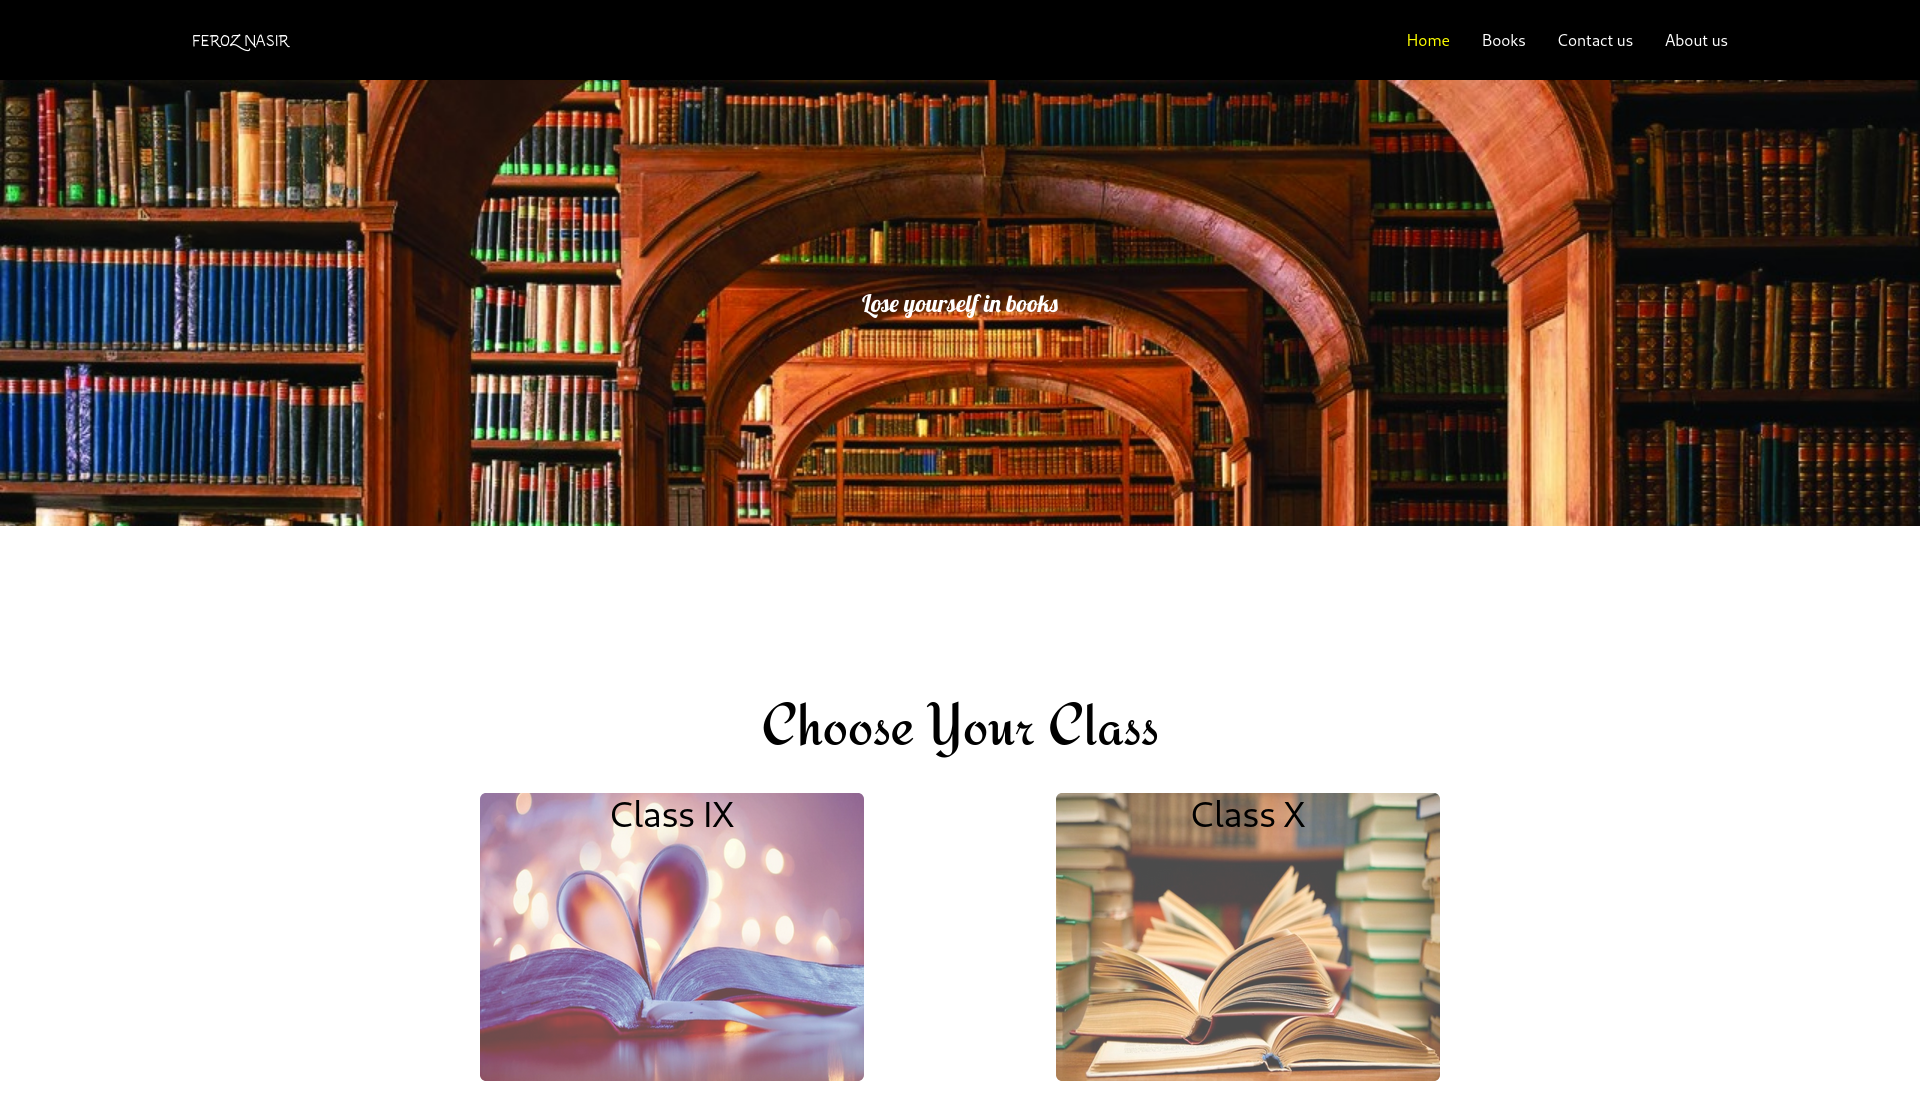 FEROZ NASIR
Home
Books
Contact us
About us
Lose yourself in books
Choose Your Class
Class IX
Class X